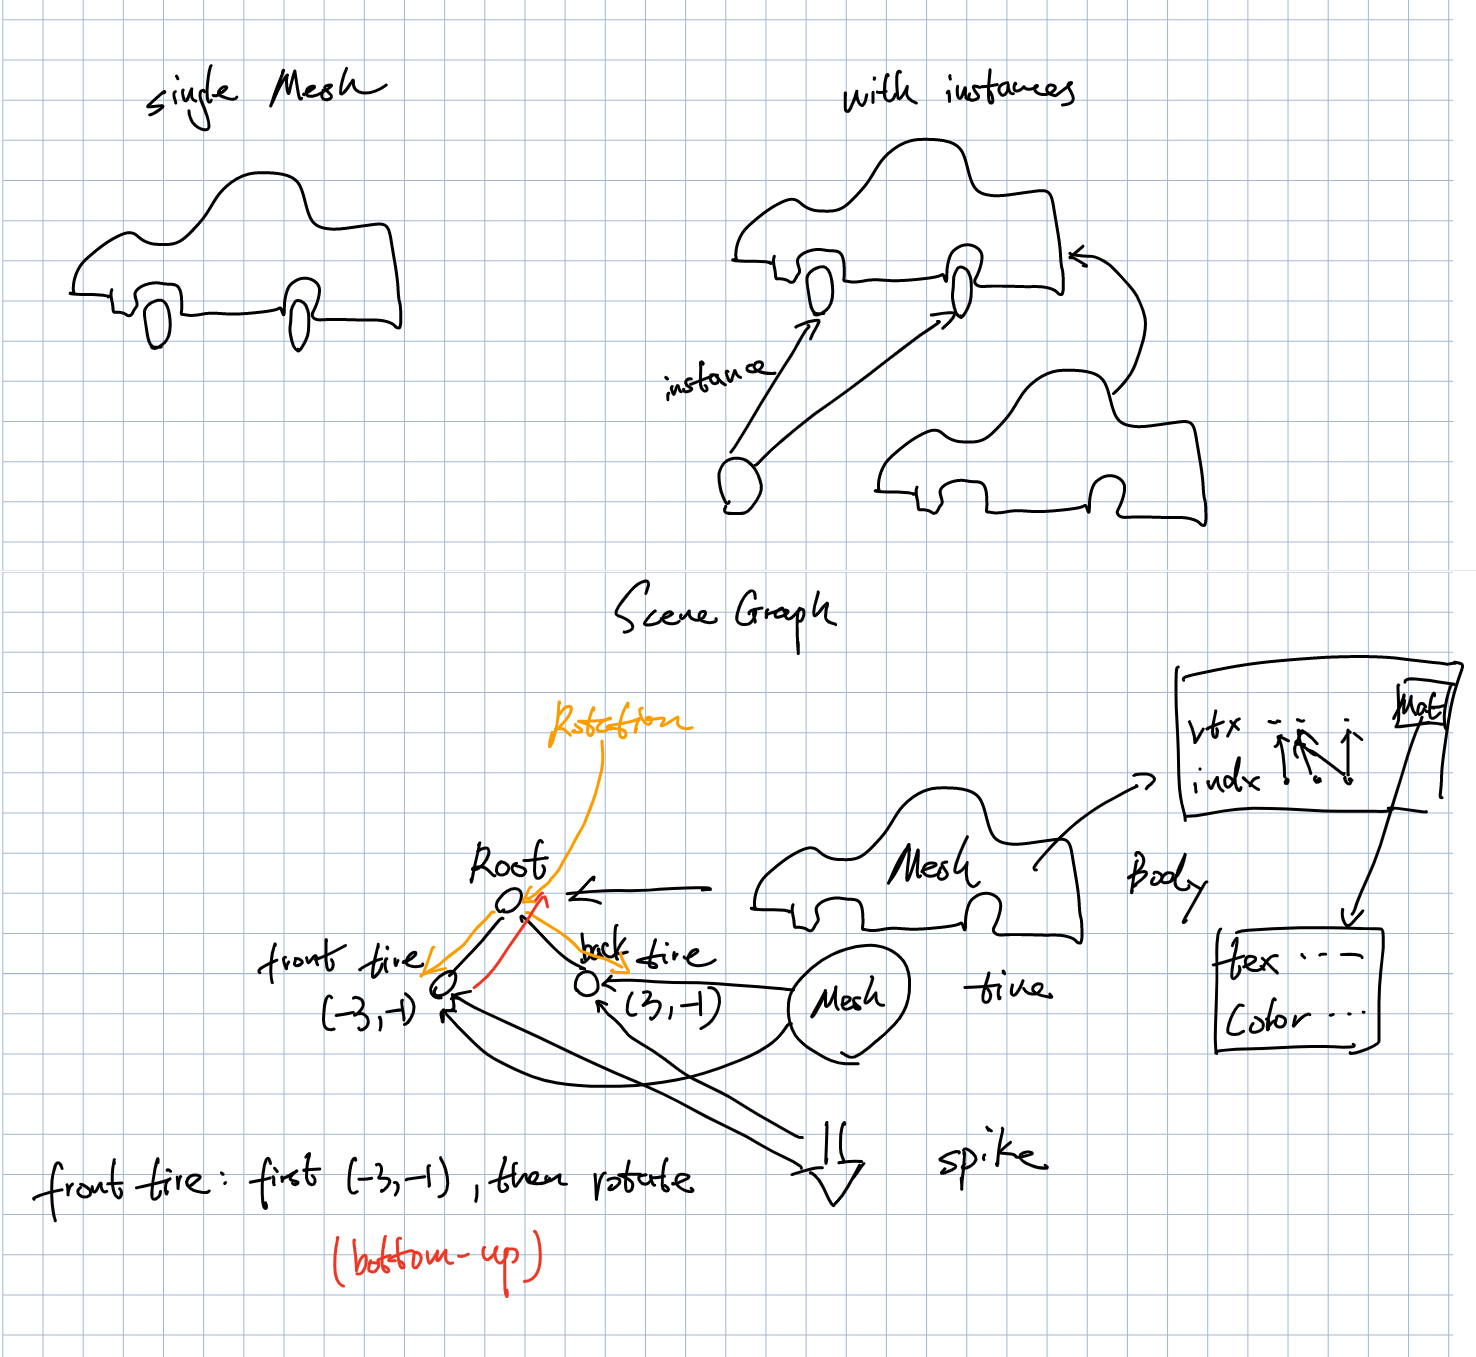 single Mesh
with instances
instance
Scene Graph
Rotation
Mat
vtx
indx
Root
Mesh
Body
front tire
back tire
tex ...
Color ...
(-3,-1)
(3,-1)
Mesh
tire
spike
front tire: first (-3,-1), then rotate
(bottom-up)